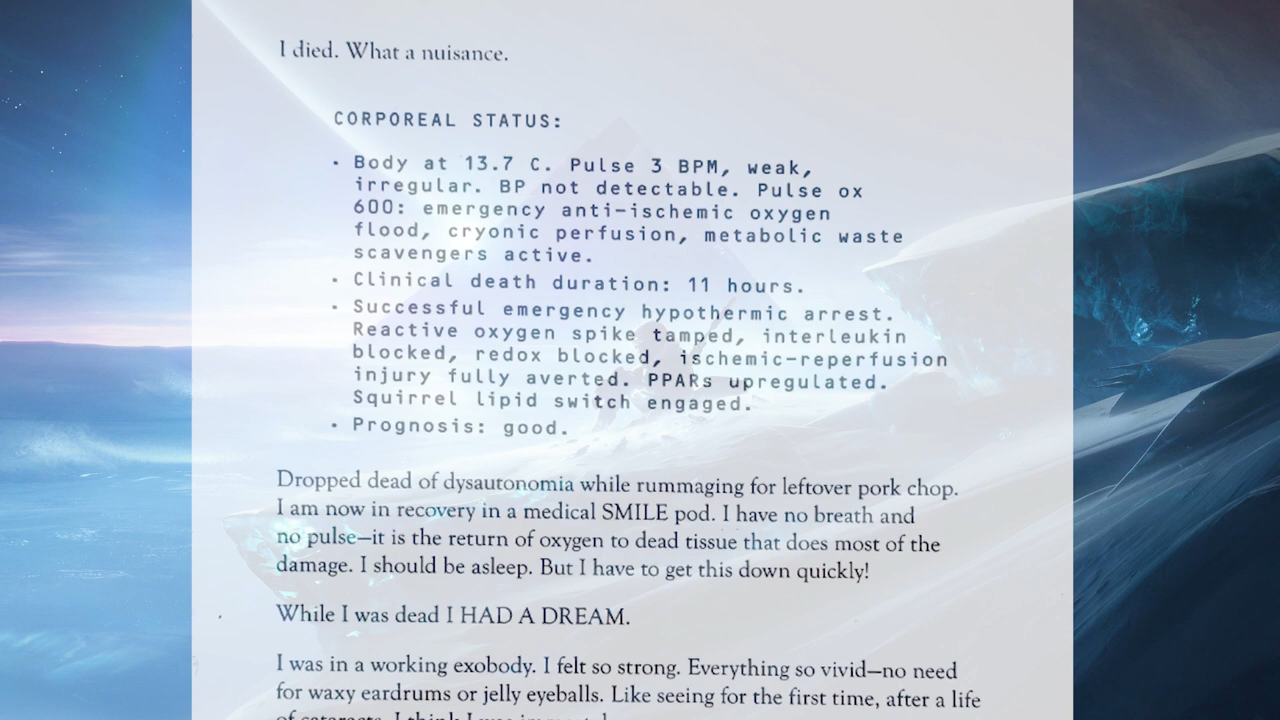 I died. What a nuisance.
CORPOREAL STATUS:
• Body at 13.7 C. Pulse 3 BPM, weak,
irregular. BP not detectable. Pulse ox
600: emergency anti-ischemic oxygen
flood, cryonic perfusion, metabolic waste
scavengers active.
• Clinical death duration: 11 hours.
• Successful emergency hypothermic arrest.
Reactive oxygen spike tamped, interleukin
blocked, redox blocked, ischemic-reperfusion
injury fully averted. PPARs upregulated.
Squirrel lipid switch engaged.
• Prognosis: good.
Dropped dead of dysautonomia while rummaging for leftover pork chop.
I am now in recovery in a medical SMILE pod. I have no breath and
no pulse—it is the return of oxygen to dead tissue that does most of the
damage. I should be asleep. But I have to get this down quickly!
While I was dead I HAD A DREAM.
I was in a working exobody. I felt so strong. Everything so vivid—no need
for waxy eardrums or jelly eyeballs. Like seeing for the first time, after a life
of cataracts. I think I was